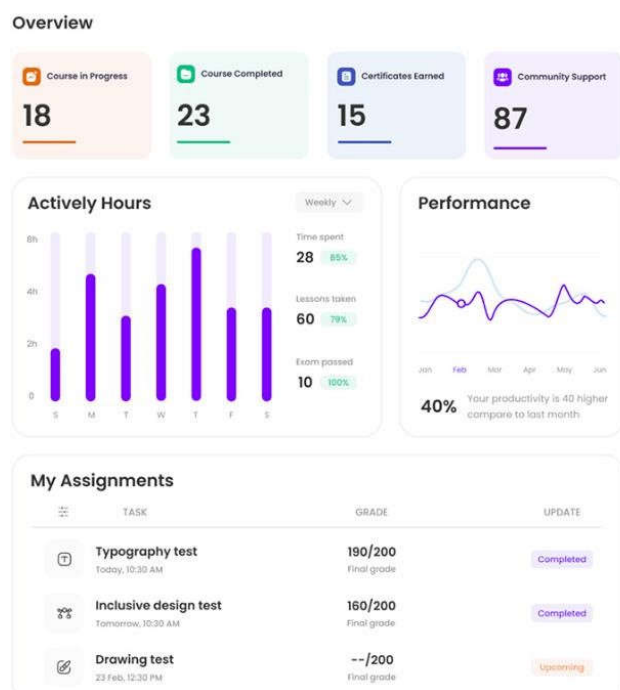 Overview
Course in Progress
18
Course Completed
23
Certificates Earned
15
Community Support
87
Actively Hours
Weekly
8h
4h
2h
0
S M T W T F S
Time spent
28 85%
Lessons taken
60 79%
Exam passed
10 100%
Performance
Jan Feb Mar Apr May Jun
40%
Your productivity is 40 higher
compare to last month
My Assignments
TASK GRADE UPDATE
Typography test 190/200 Completed
Today, 10:30 AM Final grade
Inclusive design test 160/200 Completed
Tomorrow, 10:30 AM Final grade
Drawing test --/200 Upcoming
23 Feb, 12:30 PM Final grade